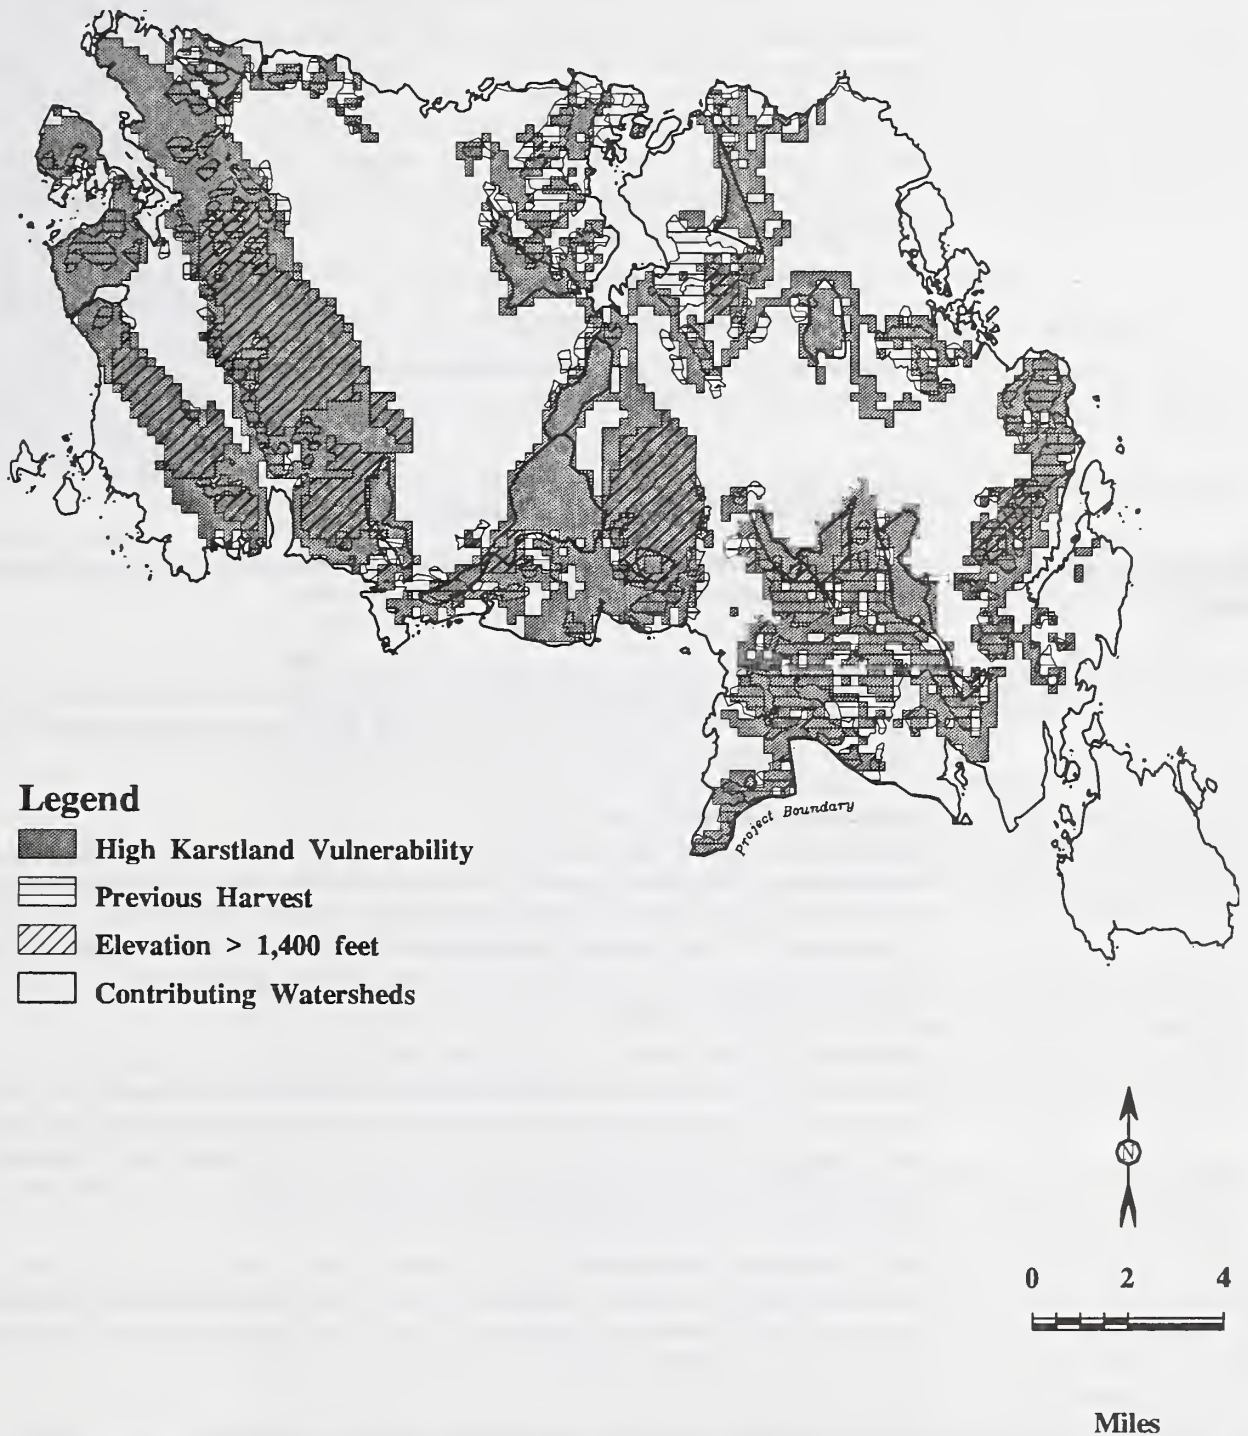 Project Boundary
Legend
High Karstland Vulnerability
Previous Harvest
Elevation > 1,400 feet
Contributing Watersheds
N
0 2 4
Miles